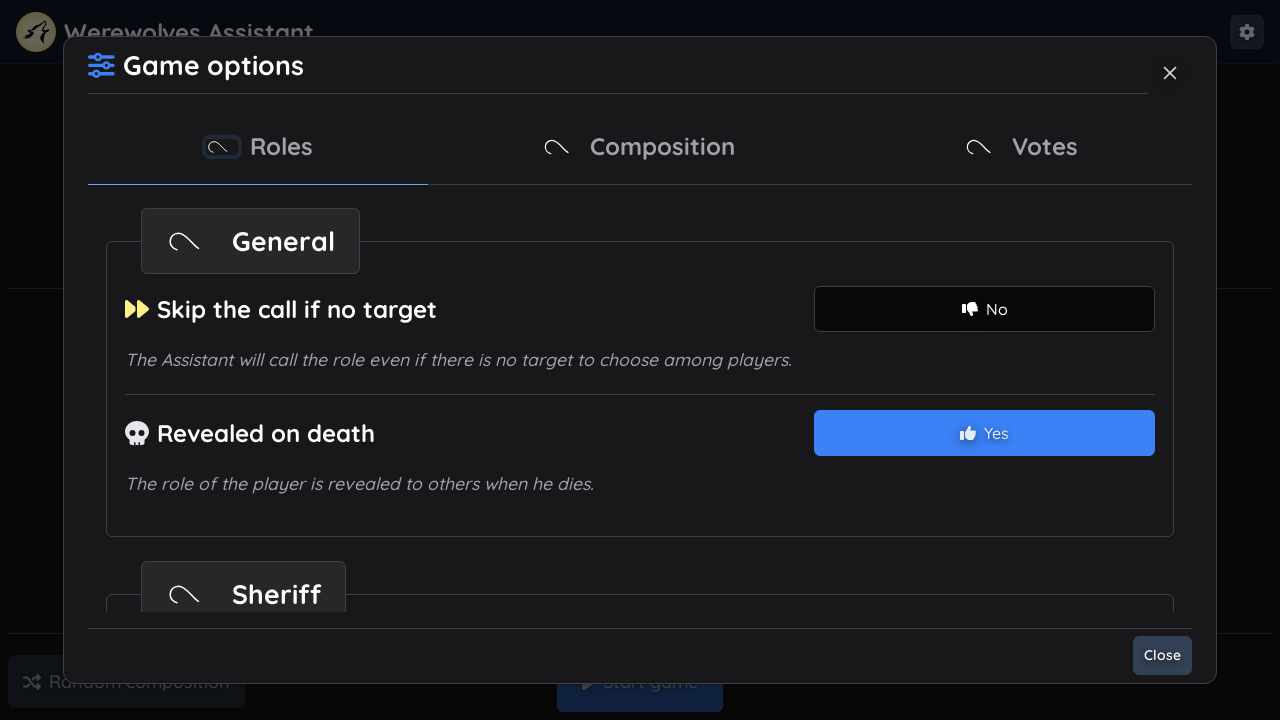 Werewolves Assistant
Game options
Roles
Composition
Votes
General
Skip the call if no target
No
The Assistant will call the role even if there is no target to choose among players.
Revealed on death
Yes
The role of the player is revealed to others when he dies.
Sheriff
Close
Random composition
Start game